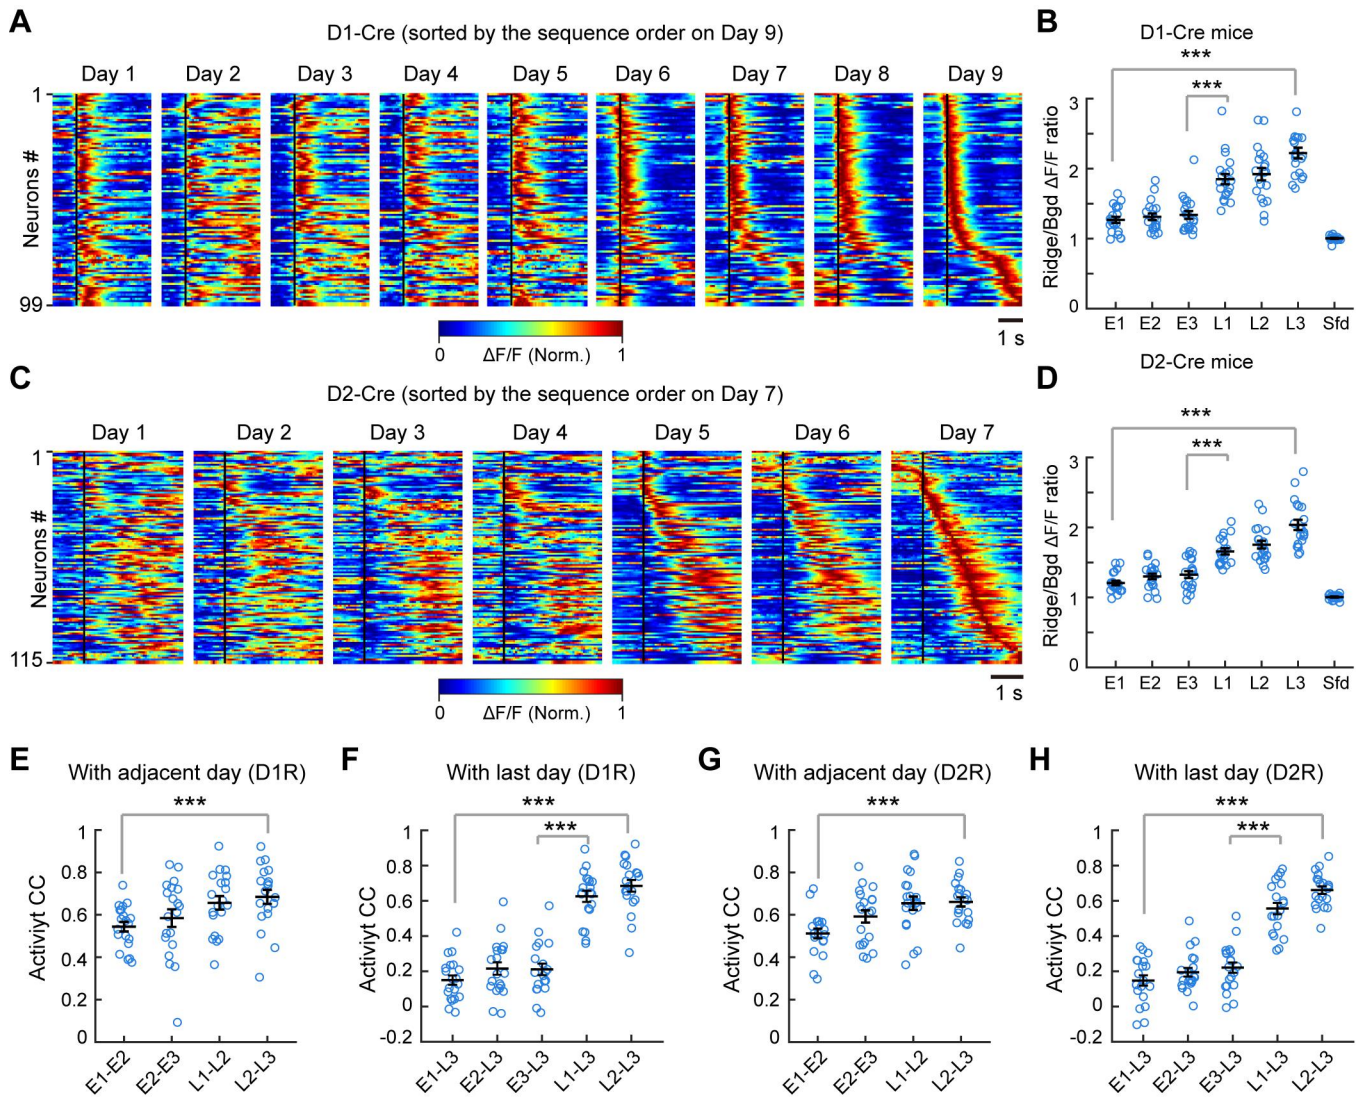 A
D1-Cre (sorted by the sequence order on Day 9)
Day 1 Day 2 Day 3 Day 4 Day 5 Day 6 Day 7 Day 8 Day 9
1
Neurons #
99
0 ΔF/F (Norm.) 1
1 s
B
D1-Cre mice
***
***
Ridge/Bgd ΔF/F ratio
3
2
1
0
E1 E2 E3 L1 L2 L3 Sfd
C
D2-Cre (sorted by the sequence order on Day 7)
Day 1 Day 2 Day 3 Day 4 Day 5 Day 6 Day 7
1
Neurons #
115
0 ΔF/F (Norm.) 1
1 s
D
D2-Cre mice
***
***
Ridge/Bgd ΔF/F ratio
3
2
1
0
E1 E2 E3 L1 L2 L3 Sfd
E
With adjacent day (D1R)
***
Activiyt CC
1
0.8
0.6
0.4
0.2
0
E1-E2 E2-E3 L1-L2 L2-L3
F
With last day (D1R)
***
***
Activiyt CC
1
0.8
0.6
0.4
0.2
0
-0.2
E1-L3 E2-L3 E3-L3 L1-L3 L2-L3
G
With adjacent day (D2R)
***
Activiyt CC
1
0.8
0.6
0.4
0.2
0
E1-E2 E2-E3 L1-L2 L2-L3
H
With last day (D2R)
***
***
Activiyt CC
1
0.8
0.6
0.4
0.2
0
-0.2
E1-L3 E2-L3 E3-L3 L1-L3 L2-L3